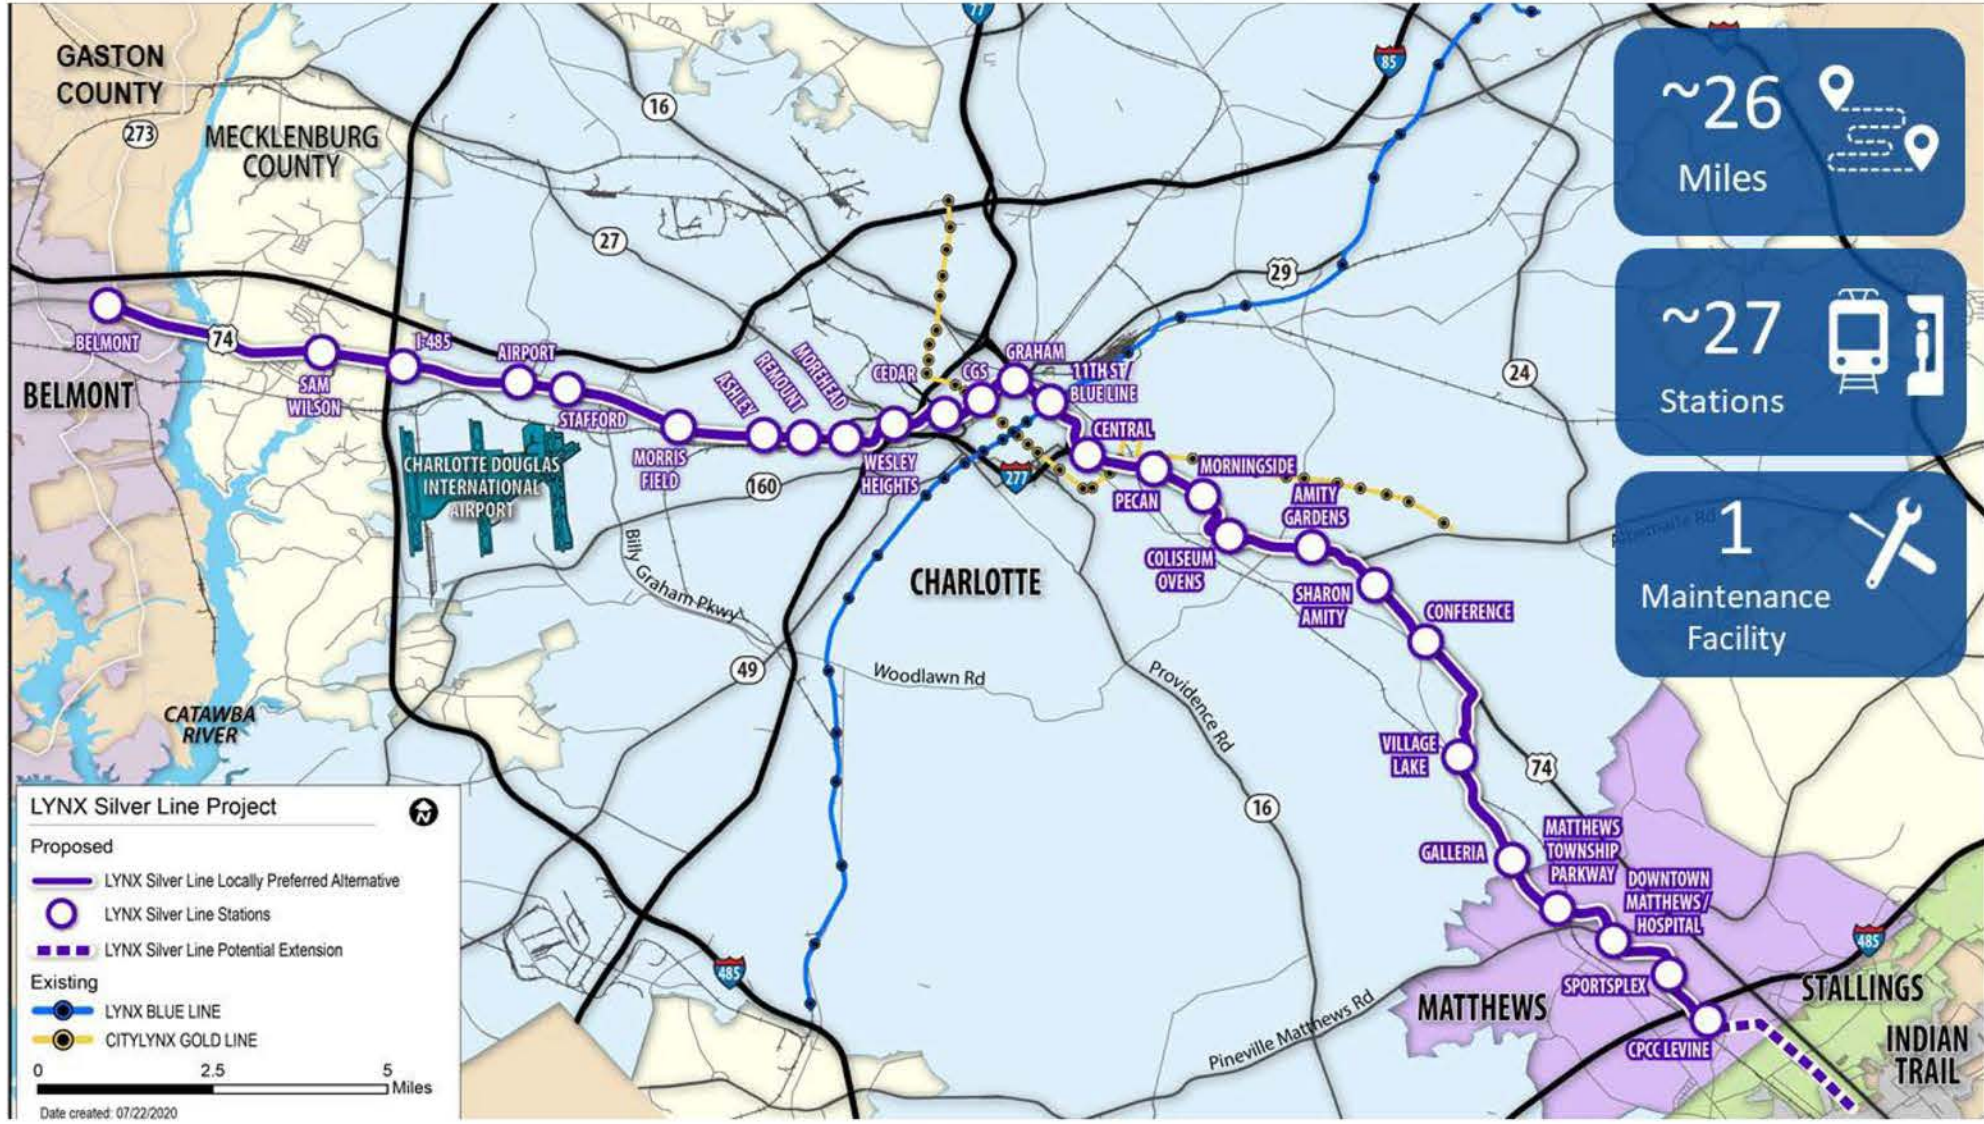 GASTON
COUNTY
273
MECKLENBURG
COUNTY
16
77
85
~26
Miles
27
29
~27
Stations
24
BELMONT
74
BELMONT
SAM
WILSON
I-485
AIRPORT
STAFFORD
MORRIS
FIELD
ASHLEY
REMOUNT
MOREHEAD
CEDAR
CGS
GRAHAM
11TH ST/
BLUE LINE
WESLEY
HEIGHTS
277
CENTRAL
PECAN
MORNINGSIDE
COLISEUM
OVENS
AMITY
GARDENS
SHARON
AMITY
CONFERENCE
CHARLOTTE DOUGLAS
INTERNATIONAL
AIRPORT
160
Billy Graham Pkwy
CHARLOTTE
Albemarle Rd
1
Maintenance
Facility
49
Woodlawn Rd
Providence Rd
CATAWBA
RIVER
VILLAGE
LAKE
74
16
GALLERIA
MATTHEWS
TOWNSHIP
PARKWAY
DOWNTOWN
MATTHEWS/
HOSPITAL
485
485
SPORTSPLEX
MATTHEWS
STALLINGS
CPCC LEVINE
INDIAN
TRAIL
Pineville Matthews Rd
LYNX Silver Line Project
N
Proposed
LYNX Silver Line Locally Preferred Alternative
LYNX Silver Line Stations
LYNX Silver Line Potential Extension
Existing
LYNX BLUE LINE
CITYLYNX GOLD LINE
0 2.5 5
Miles
Date created: 07/22/2020